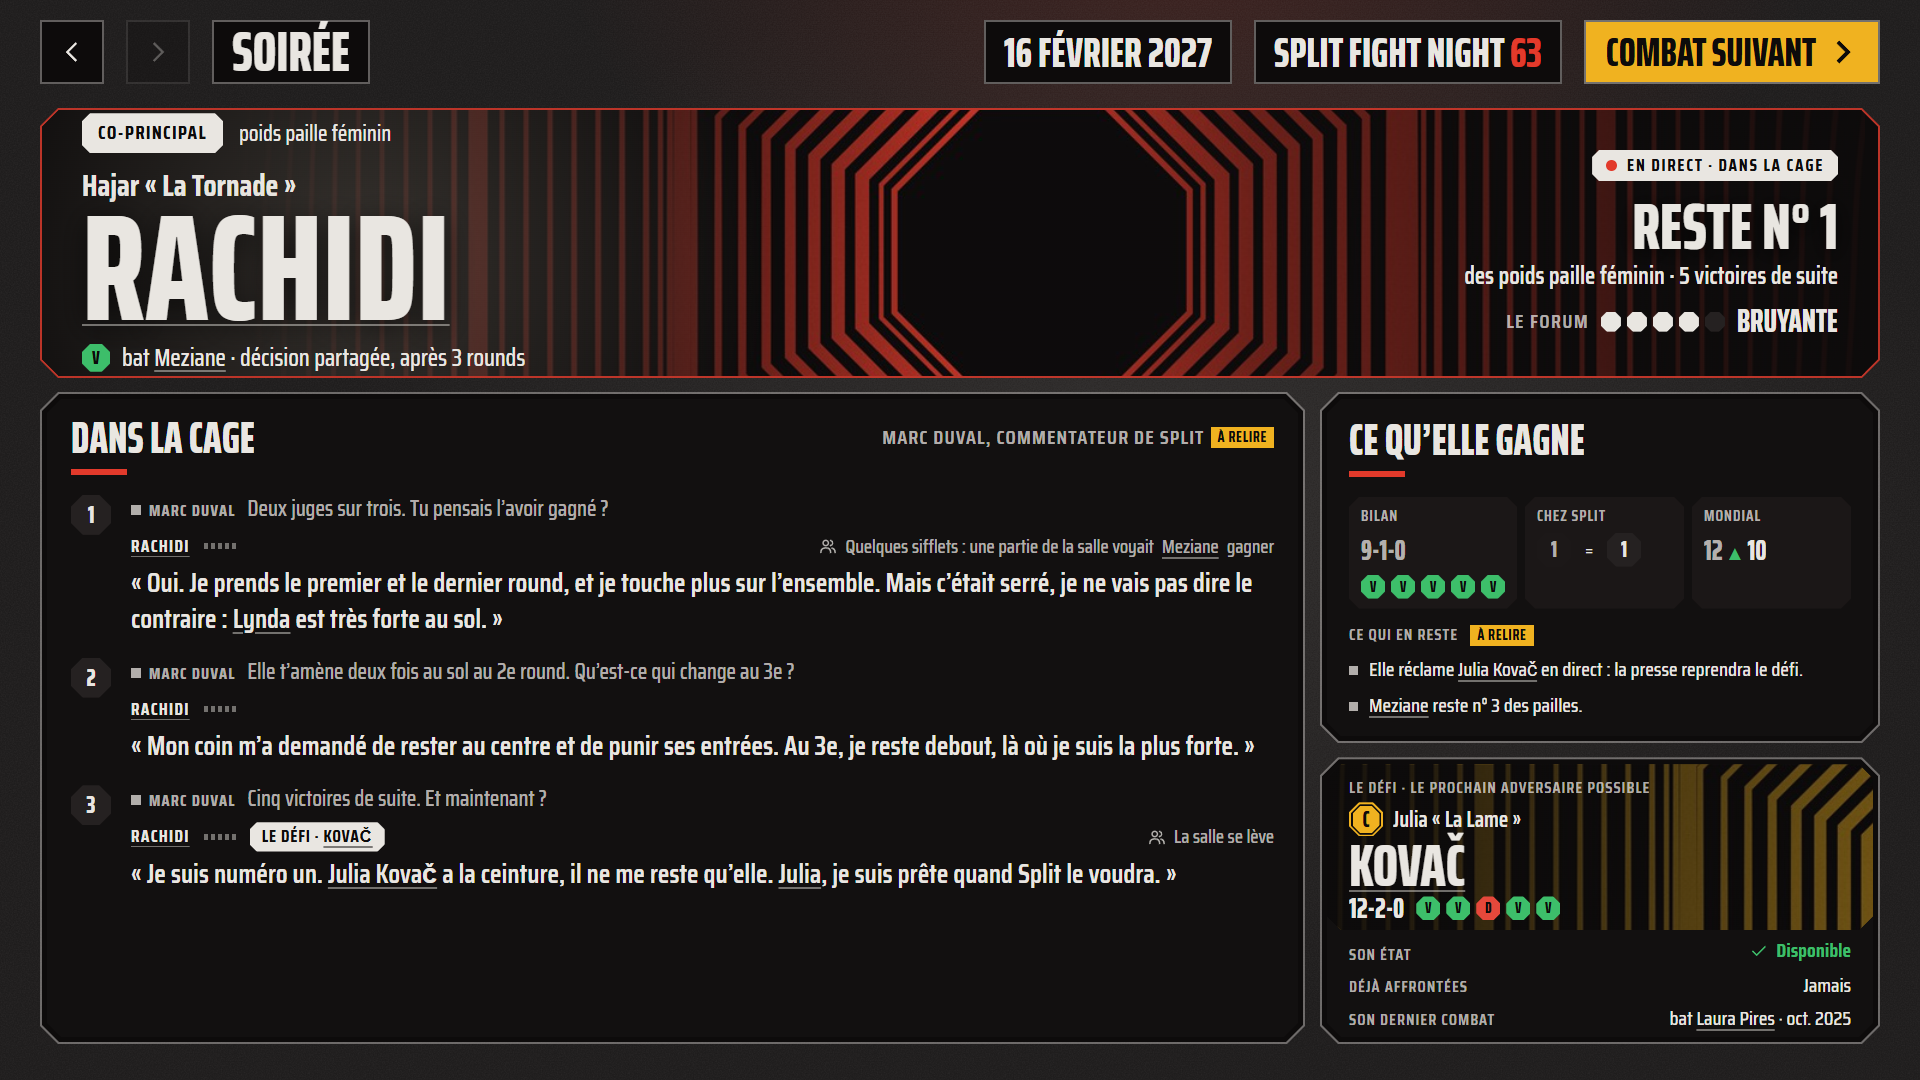 SOIRÉE
16 FÉVRIER 2027
SPLIT FIGHT NIGHT 63
COMBAT SUIVANT
CO-PRINCIPAL poids paille féminin
Hajar « La Tornade »
RACHIDI
V bat Meziane · décision partagée, après 3 rounds
EN DIRECT · DANS LA CAGE
RESTE Nº 1
des poids paille féminin · 5 victoires de suite
LE FORUM BRUYANTE
DANS LA CAGE
MARC DUVAL, COMMENTATEUR DE SPLIT À RELIRE
1 MARC DUVAL Deux juges sur trois. Tu pensais l’avoir gagné ?
RACHIDI Quelques sifflets : une partie de la salle voyait Meziane gagner
« Oui. Je prends le premier et le dernier round, et je touche plus sur l’ensemble. Mais c’était serré, je ne vais pas dire le
contraire : Lynda est très forte au sol. »
2 MARC DUVAL Elle t’amène deux fois au sol au 2e round. Qu’est-ce qui change au 3e ?
RACHIDI
« Mon coin m’a demandé de rester au centre et de punir ses entrées. Au 3e, je reste debout, là où je suis la plus forte. »
3 MARC DUVAL Cinq victoires de suite. Et maintenant ?
RACHIDI LE DÉFI · KOVAČ La salle se lève
« Je suis numéro un. Julia Kovač a la ceinture, il ne me reste qu’elle. Julia, je suis prête quand Split le voudra. »
CE QU’ELLE GAGNE
BILAN CHEZ SPLIT MONDIAL
9-1-0 1 = 1 12 ▲ 10
V V V V V
CE QUI EN RESTE À RELIRE
Elle réclame Julia Kovač en direct : la presse reprendra le défi.
Meziane reste nº 3 des pailles.
LE DÉFI · LE PROCHAIN ADVERSAIRE POSSIBLE
C Julia « La Lame »
KOVAČ
12-2-0 V V D V V
SON ÉTAT Disponible
DÉJÀ AFFRONTÉES Jamais
SON DERNIER COMBAT bat Laura Pires · oct. 2025